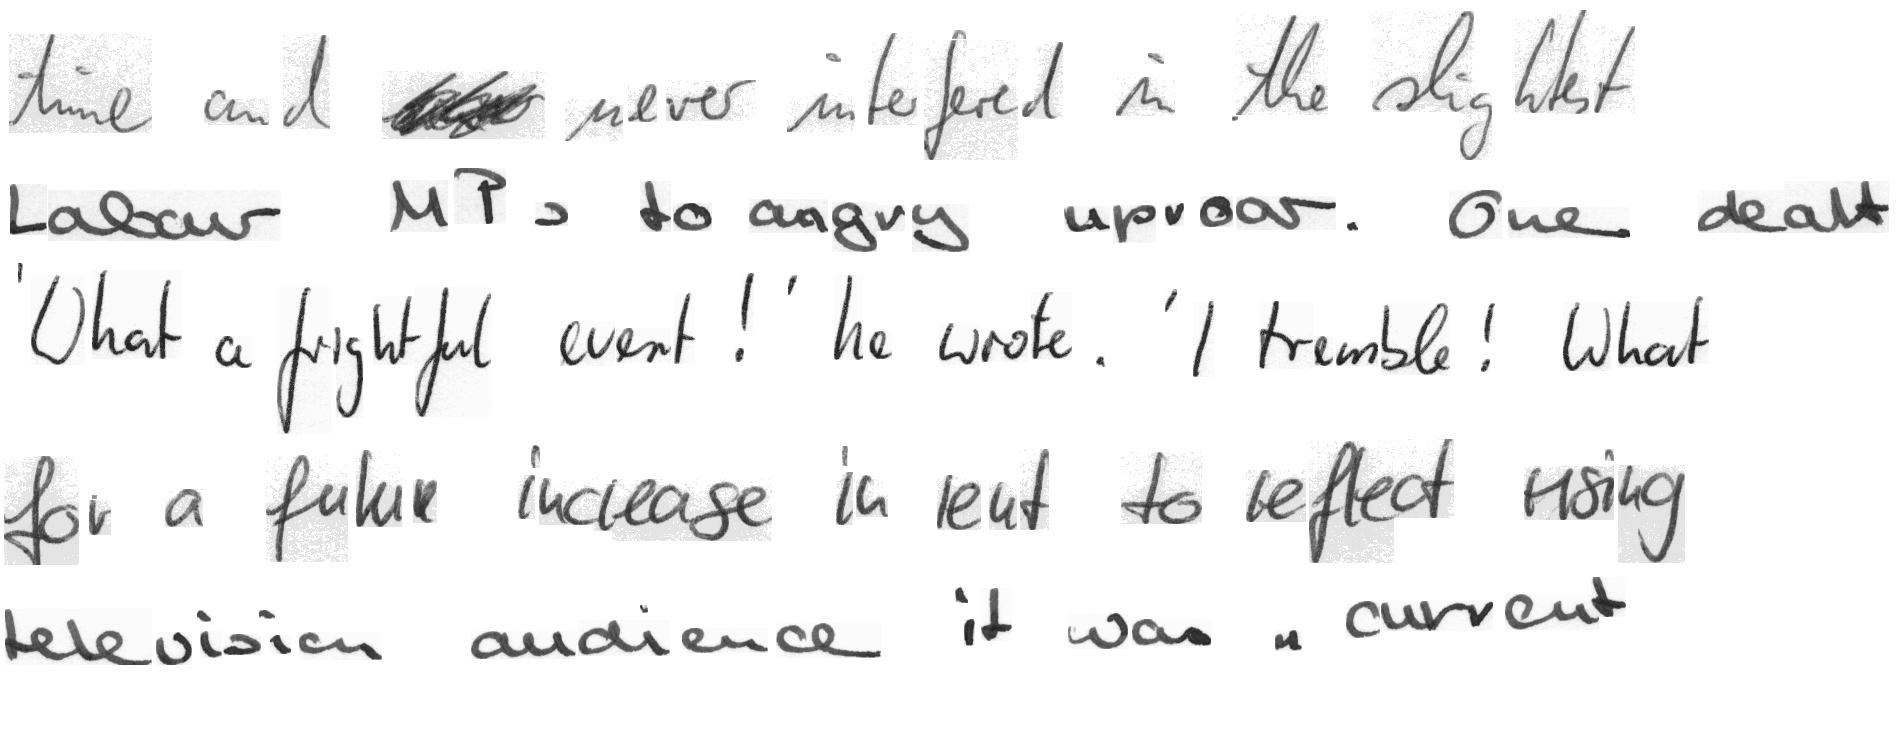 time and never interfered in the slightest
Labour MPs to angry uproar. One dealt
'What a frightful event!' he wrote. 'I tremble! What
for a future increase in rent to reflect rising
television audience it was " current